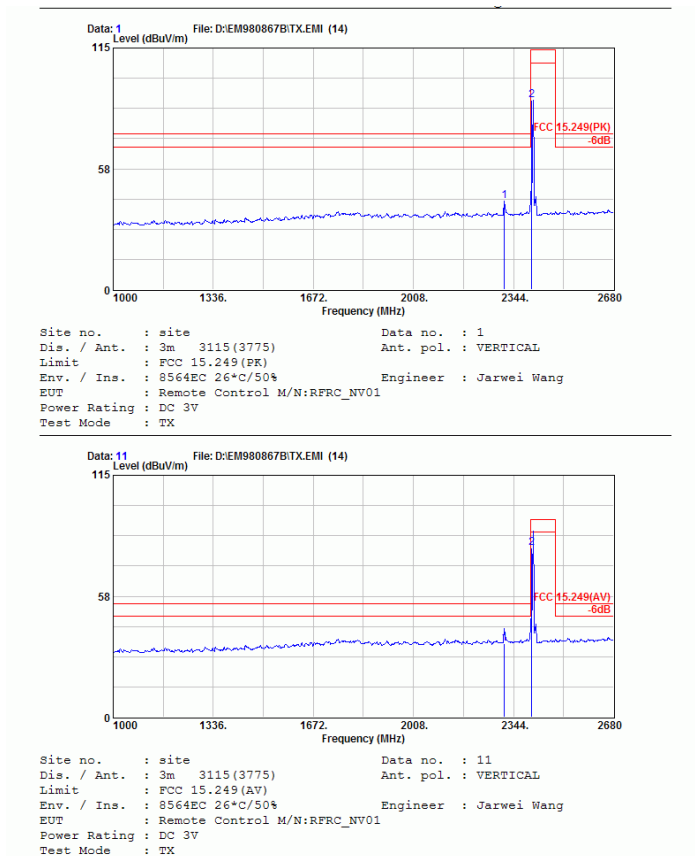 Data: 1 File: D:\EM980867B\TX.EMI (14)
Level (dBuV/m)
115
2
FCC 15.249(PK)
-6dB
58
1
0
1000 1336. 1672. 2008. 2344. 2680
Frequency (MHz)
Site no. : site Data no. : 1
Dis. / Ant. : 3m 3115(3775) Ant. pol. : VERTICAL
Limit : FCC 15.249(PK)
Env. / Ins. : 8564EC 26*C/50% Engineer : Jarwei Wang
EUT : Remote Control M/N:RFRC_NV01
Power Rating : DC 3V
Test Mode : TX
Data: 11 File: D:\EM980867B\TX.EMI (14)
Level (dBuV/m)
115
2
58
FCC 15.249(AV)
-6dB
0
1000 1336. 1672. 2008. 2344. 2680
Frequency (MHz)
Site no. : site Data no. : 11
Dis. / Ant. : 3m 3115(3775) Ant. pol. : VERTICAL
Limit : FCC 15.249(AV)
Env. / Ins. : 8564EC 26*C/50% Engineer : Jarwei Wang
EUT : Remote Control M/N:RFRC_NV01
Power Rating : DC 3V
Test Mode : TX